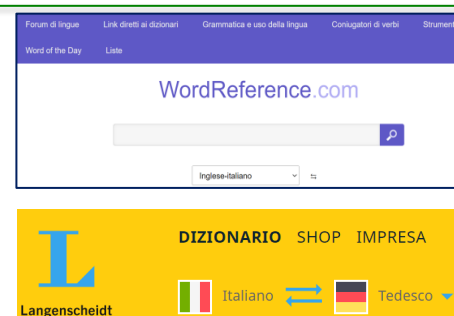 Forum di lingue Link diretti ai dizionari Grammatica e uso della lingua Coniugatori di verbi Strument
Word of the Day Liste
WordReference.com
Inglese-italiano
DIZIONARIO SHOP IMPRESA
Italiano Tedesco
Langenscheidt